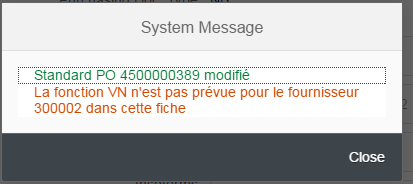 System Message
Standard PO 4500000389 modifié
La fonction VN n'est pas prévue pour le fournisseur
300002 dans cette fiche
Close